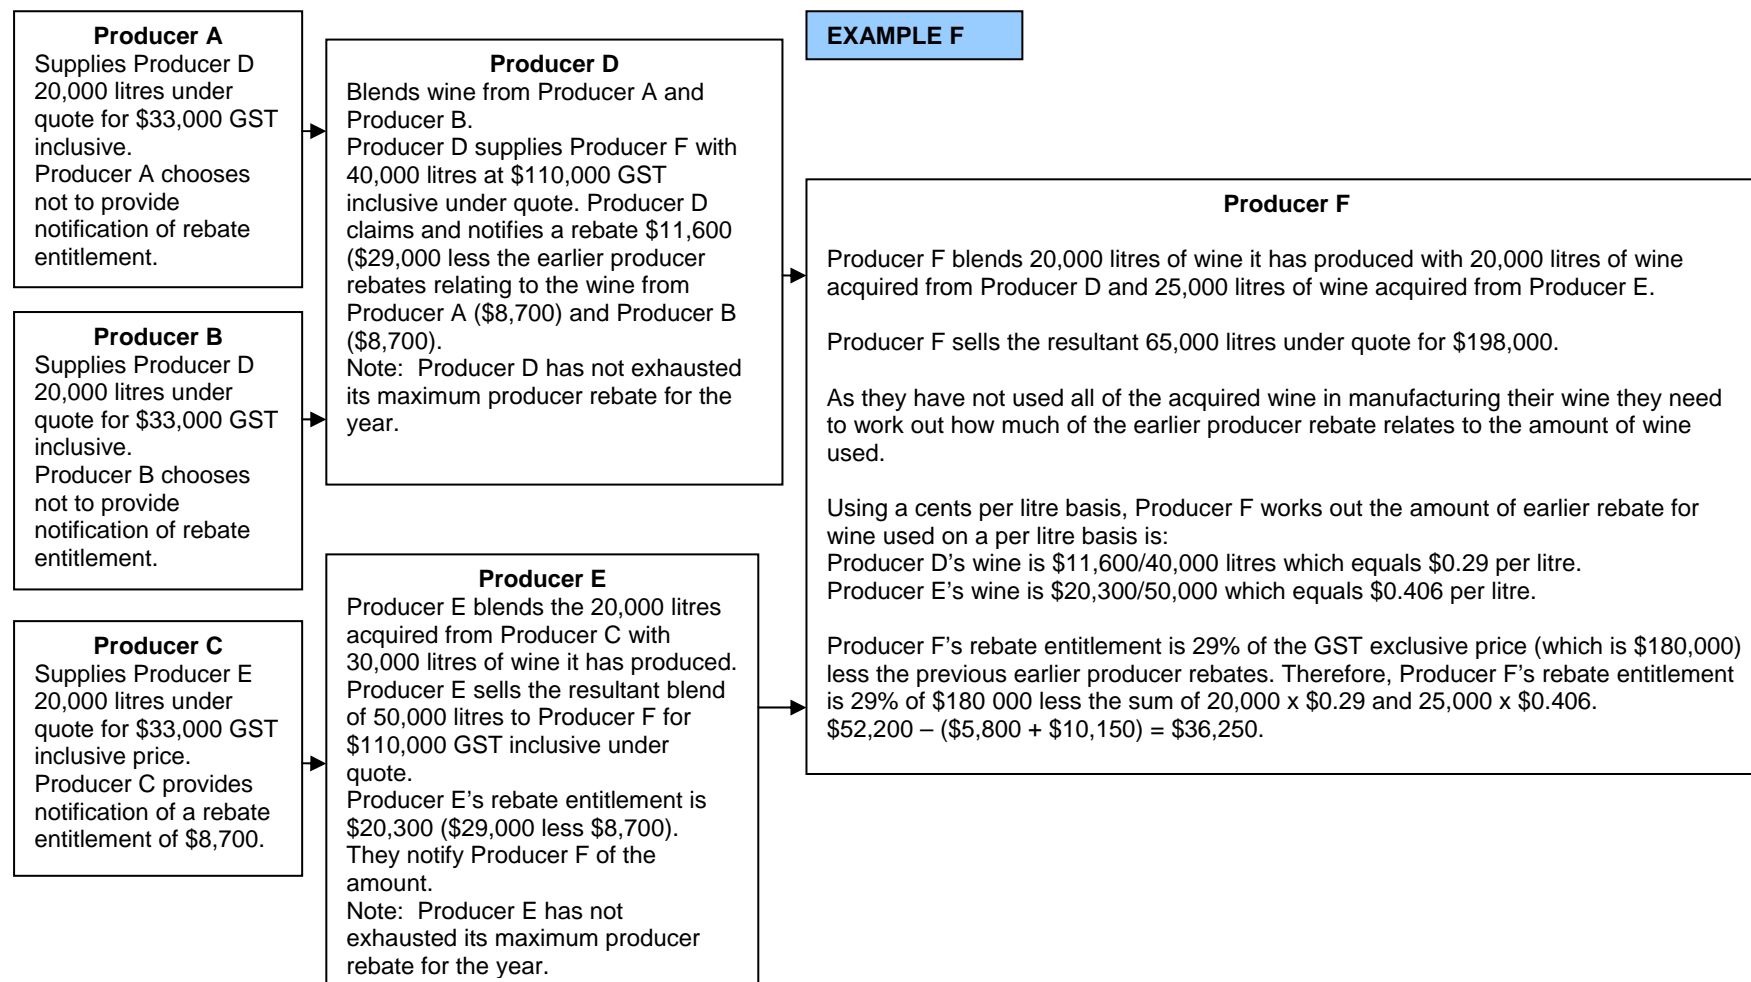 EXAMPLE F
Producer A
Supplies Producer D
20,000 litres under
quote for $33,000 GST
inclusive.
Producer A chooses
not to provide
notification of rebate
entitlement.
Producer B
Supplies Producer D
20,000 litres under
quote for $33,000 GST
inclusive.
Producer B chooses
not to provide
notification of rebate
entitlement.
Producer C
Supplies Producer E
20,000 litres under
quote for $33,000 GST
inclusive price.
Producer C provides
notification of a rebate
entitlement of $8,700.
Producer D
Blends wine from Producer A and
Producer B.
Producer D supplies Producer F with
40,000 litres at $110,000 GST
inclusive under quote. Producer D
claims and notifies a rebate $11,600
($29,000 less the earlier producer
rebates relating to the wine from
Producer A ($8,700) and Producer B
($8,700).
Note:  Producer D has not exhausted
its maximum producer rebate for the
year.
Producer E
Producer E blends the 20,000 litres
acquired from Producer C with
30,000 litres of wine it has produced.
Producer E sells the resultant blend
of 50,000 litres to Producer F for
$110,000 GST inclusive under
quote.
Producer E’s rebate entitlement is
$20,300 ($29,000 less $8,700).
They notify Producer F of the
amount.
Note:  Producer E has not
exhausted its maximum producer
rebate for the year.
Producer F
Producer F blends 20,000 litres of wine it has produced with 20,000 litres of wine
acquired from Producer D and 25,000 litres of wine acquired from Producer E.
Producer F sells the resultant 65,000 litres under quote for $198,000.
As they have not used all of the acquired wine in manufacturing their wine they need
to work out how much of the earlier producer rebate relates to the amount of wine
used.
Using a cents per litre basis, Producer F works out the amount of earlier rebate for
wine used on a per litre basis is:
Producer D’s wine is $11,600/40,000 litres which equals $0.29 per litre.
Producer E’s wine is $20,300/50,000 which equals $0.406 per litre.
Producer F’s rebate entitlement is 29% of the GST exclusive price (which is $180,000)
less the previous earlier producer rebates. Therefore, Producer F’s rebate entitlement
is 29% of $180 000 less the sum of 20,000 x $0.29 and 25,000 x $0.406.
$52,200 – ($5,800 + $10,150) = $36,250.